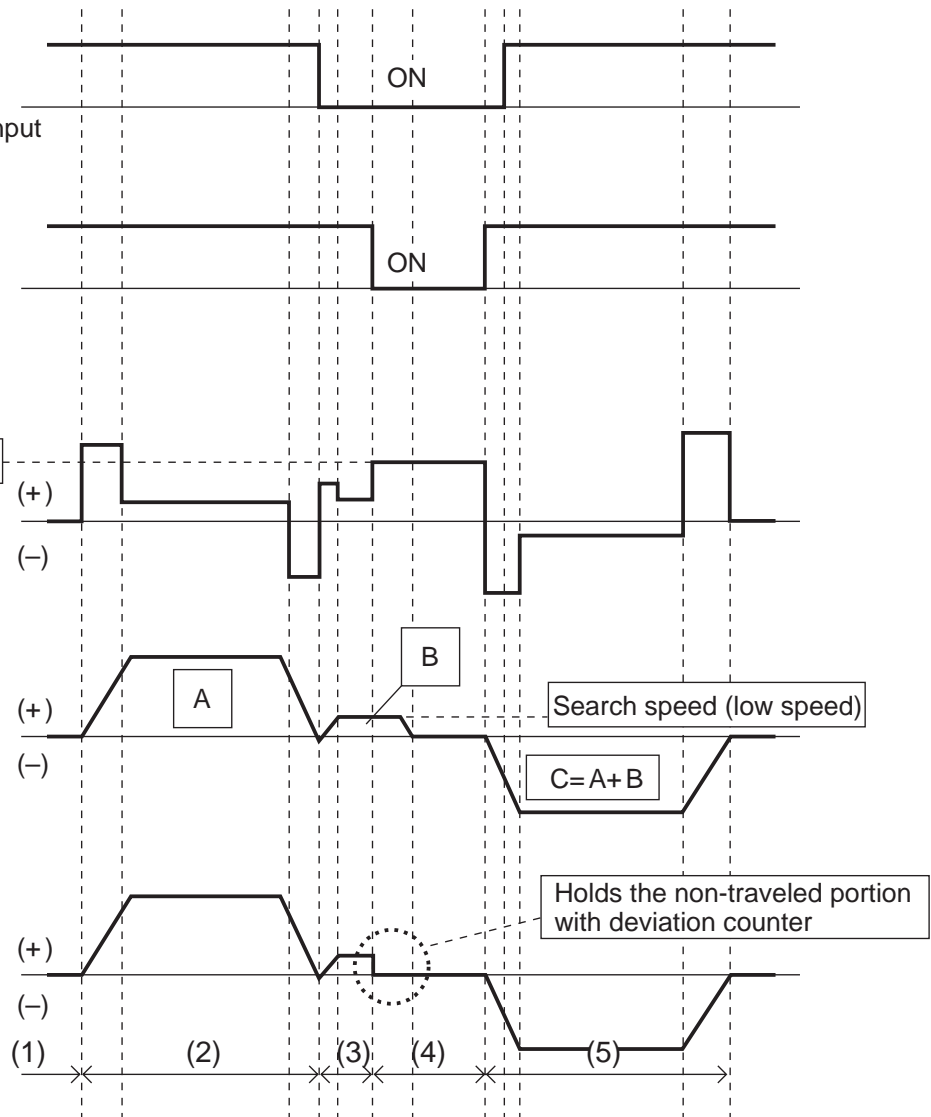 ON
nput
ON
(+)
(–)
B
A
(+)
Search speed (low speed)
(–)
C= A+ B
Holds the non-traveled portion
with deviation counter
(+)
(–)
(1) (2) (3) (4) (5)